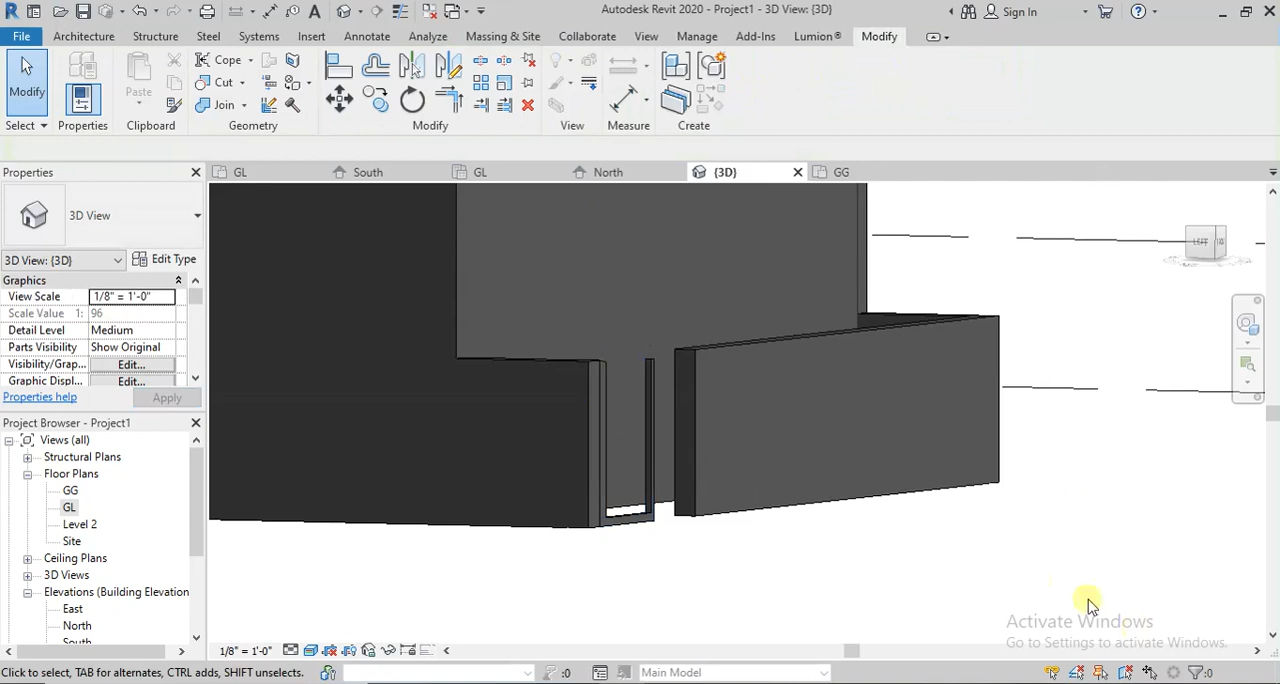 Autodesk Revit 2020 - Project1 - 3D View: {3D}
Sign In
File Architecture Structure Steel Systems Insert Annotate Analyze Massing & Site Collaborate View Manage Add-Ins Lumion® Modify
Modify
Paste
Cope
Cut
Join
Select Properties Clipboard Geometry Modify View Measure Create
Properties
GL South GL North {3D} GG
3D View
3D View: {3D} Edit Type
Graphics
View Scale 1/8" = 1'-0"
Scale Value 1: 96
Detail Level Medium
Parts Visibility Show Original
Visibility/Grap... Edit...
Graphic Displ... Edit...
Properties help Apply
Project Browser - Project1
Views (all)
Structural Plans
Floor Plans
GG
GL
Level 2
Site
Ceiling Plans
3D Views
Elevations (Building Elevation
East
North
South
LEFT
Activate Windows
Go to Settings to activate Windows.
1/8" = 1'-0"
Click to select, TAB for alternates, CTRL adds, SHIFT unselects.
:0
Main Model
:0